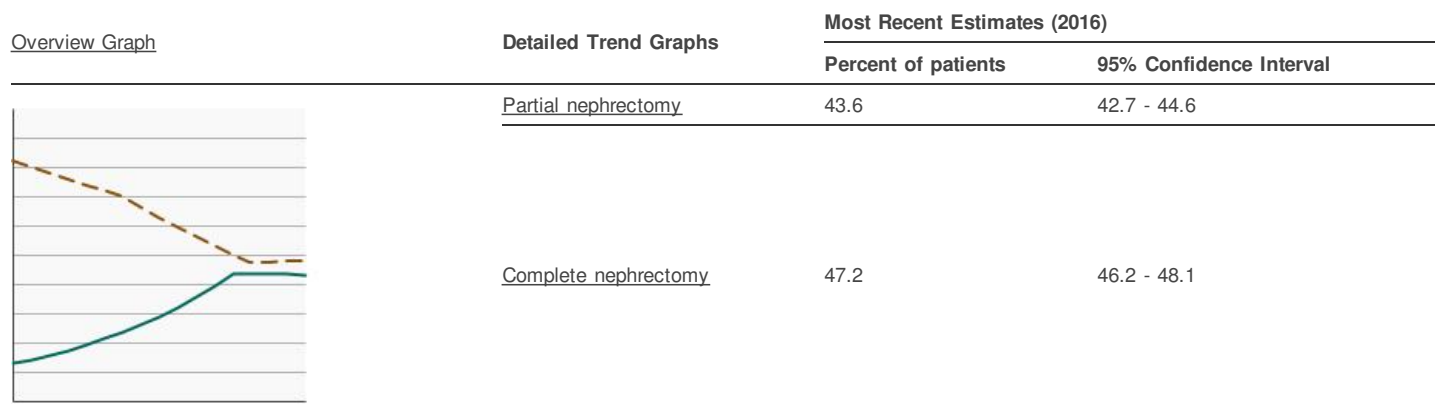 Overview Graph
Detailed Trend Graphs
Most Recent Estimates (2016)
Percent of patients 95% Confidence Interval
Partial nephrectomy 43.6 42.7 - 44.6
Complete nephrectomy 47.2 46.2 - 48.1